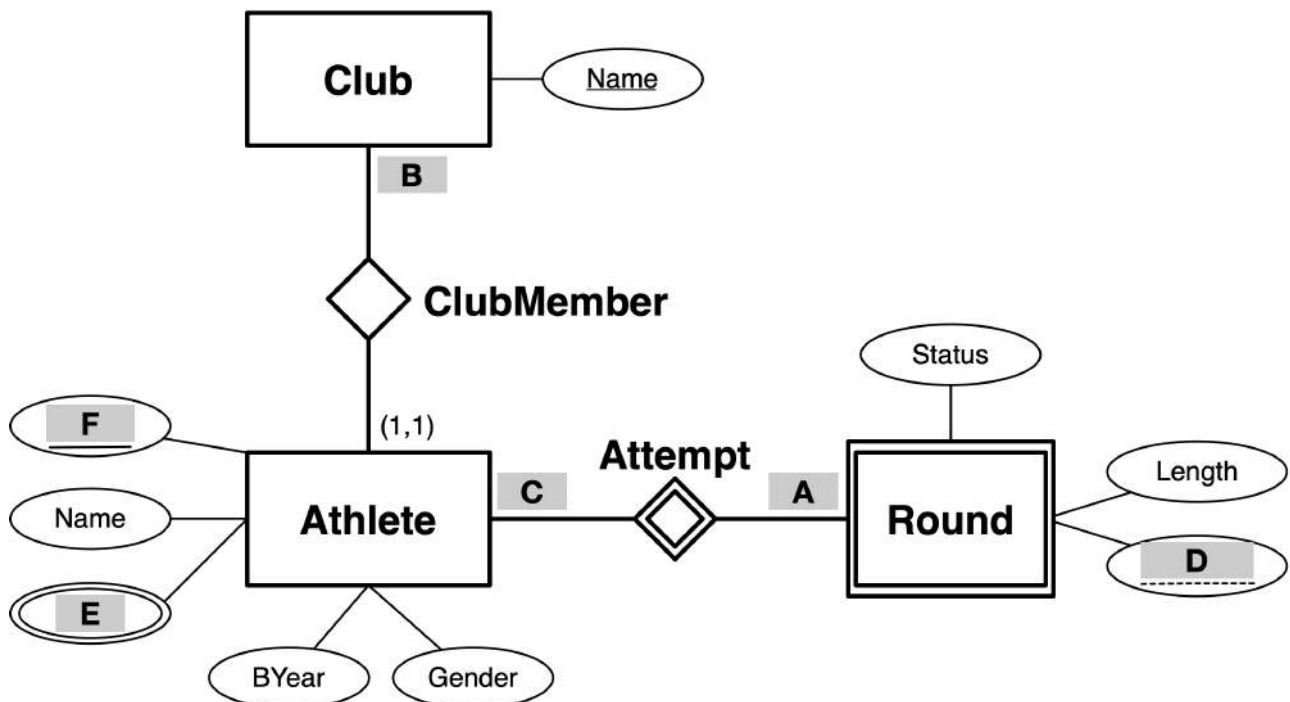 Club
Name
B
ClubMember
Status
F
(1,1)
Attempt
Length
Name
Athlete
C
A
Round
D
E
BYear
Gender